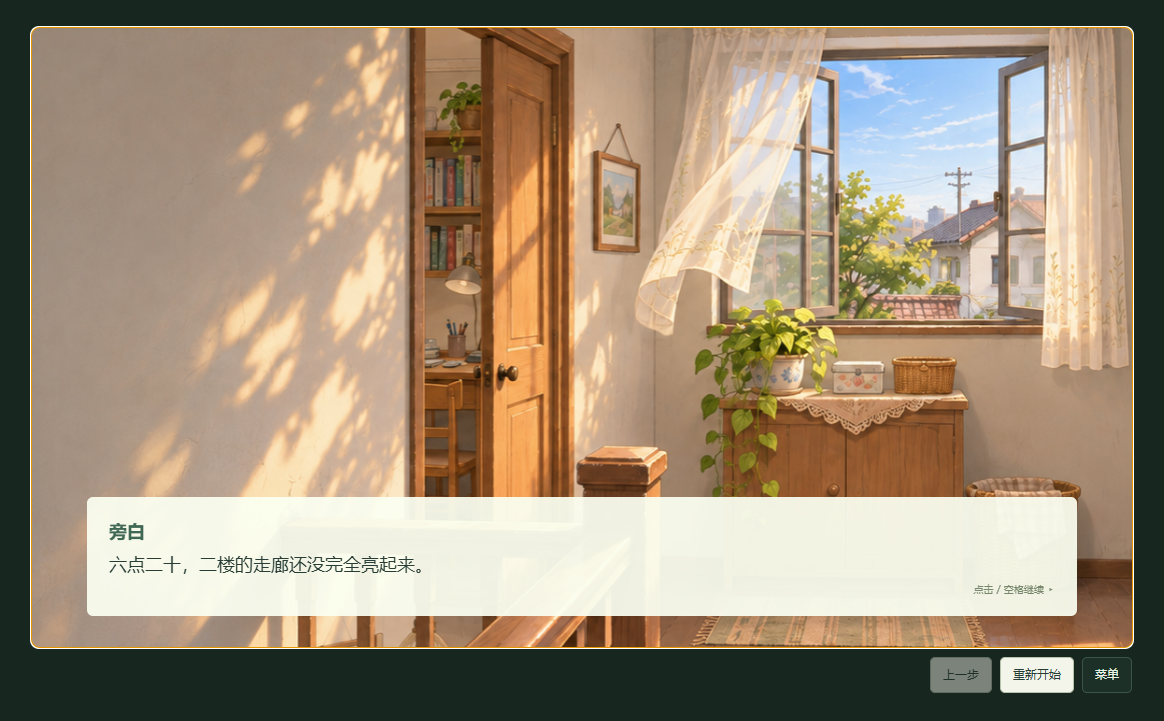 旁白
六点二十，二楼的走廊还没完全亮起来。
点击 / 空格继续 ▸
上一步
重新开始
菜单